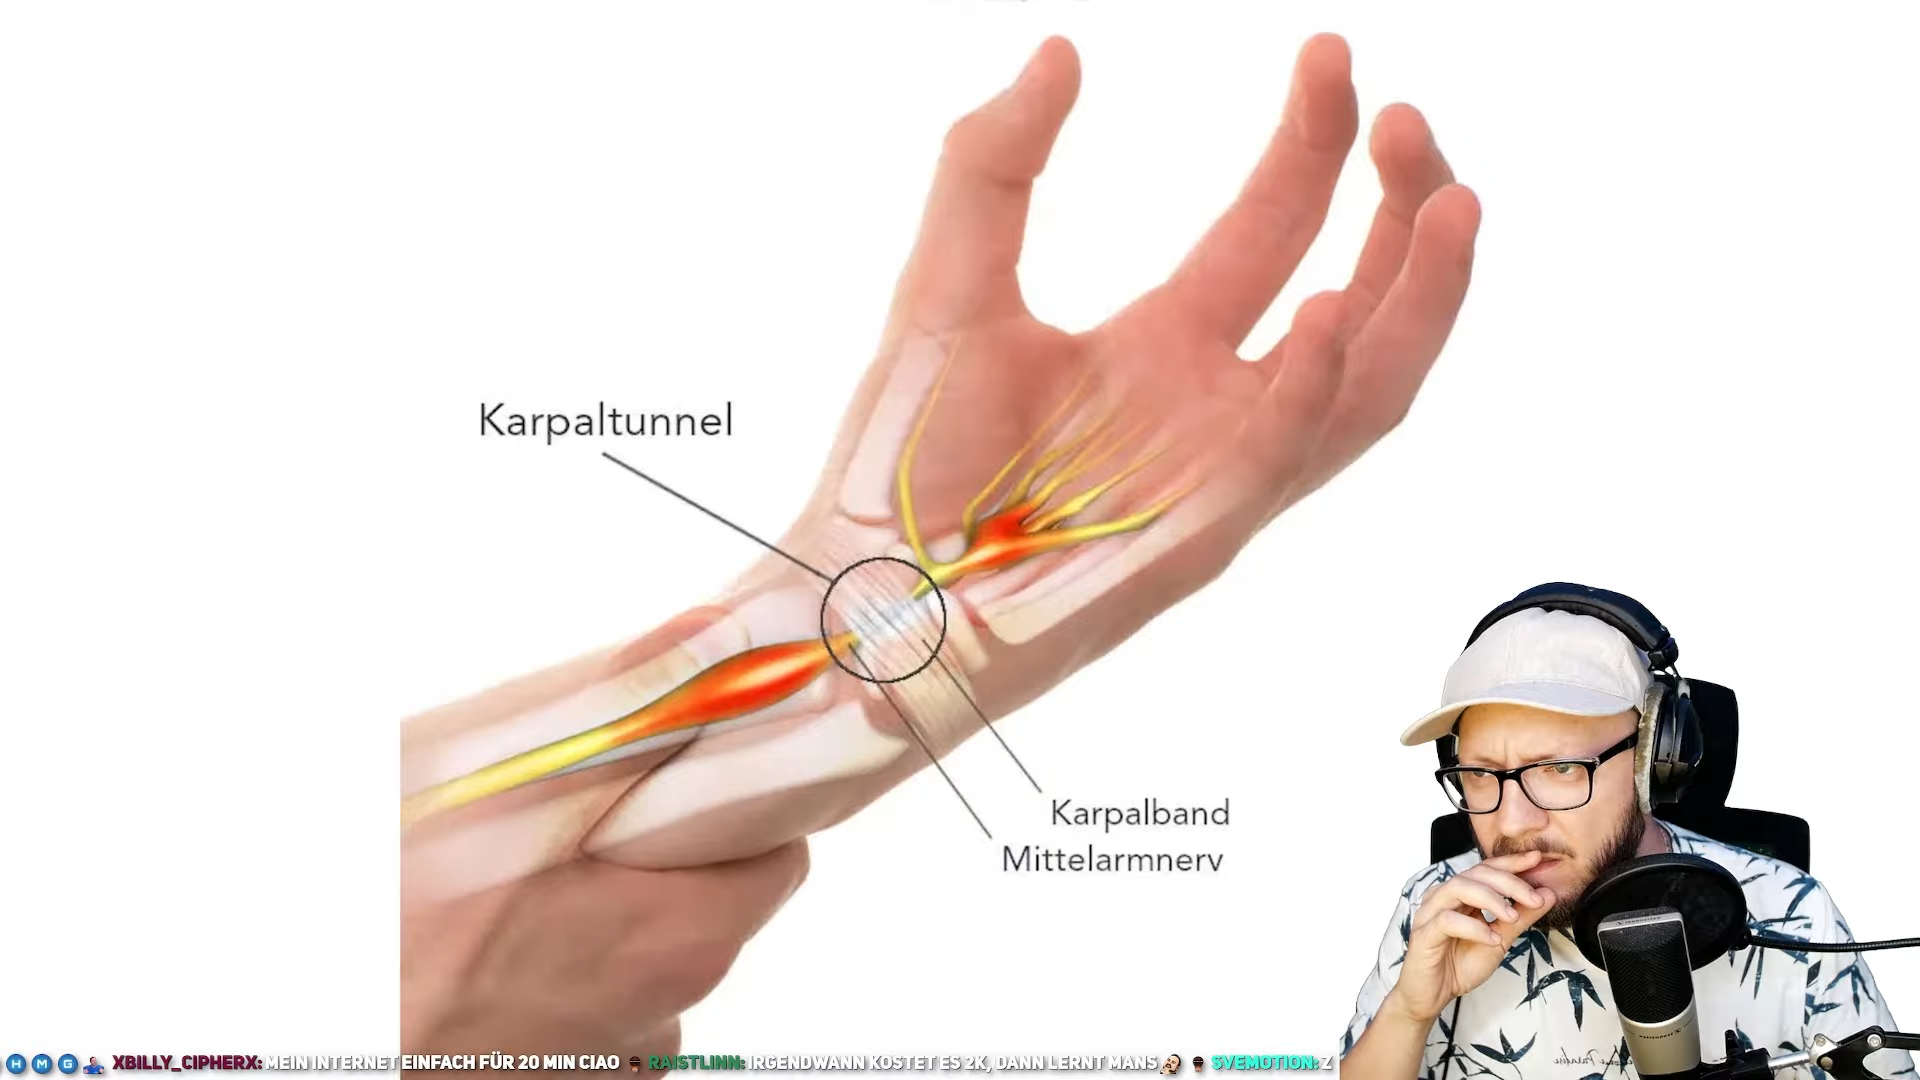 Karpaltunnel
Karpalband
Mittelarmnerv
H M G XBILLY_CIPHERX: MEIN INTERNET EINFACH FÜR 20 MIN CIAO RAISTLINN: IRGENDWANN KOSTET ES 2K, DANN LERNT MANS SVEMOTION: Z